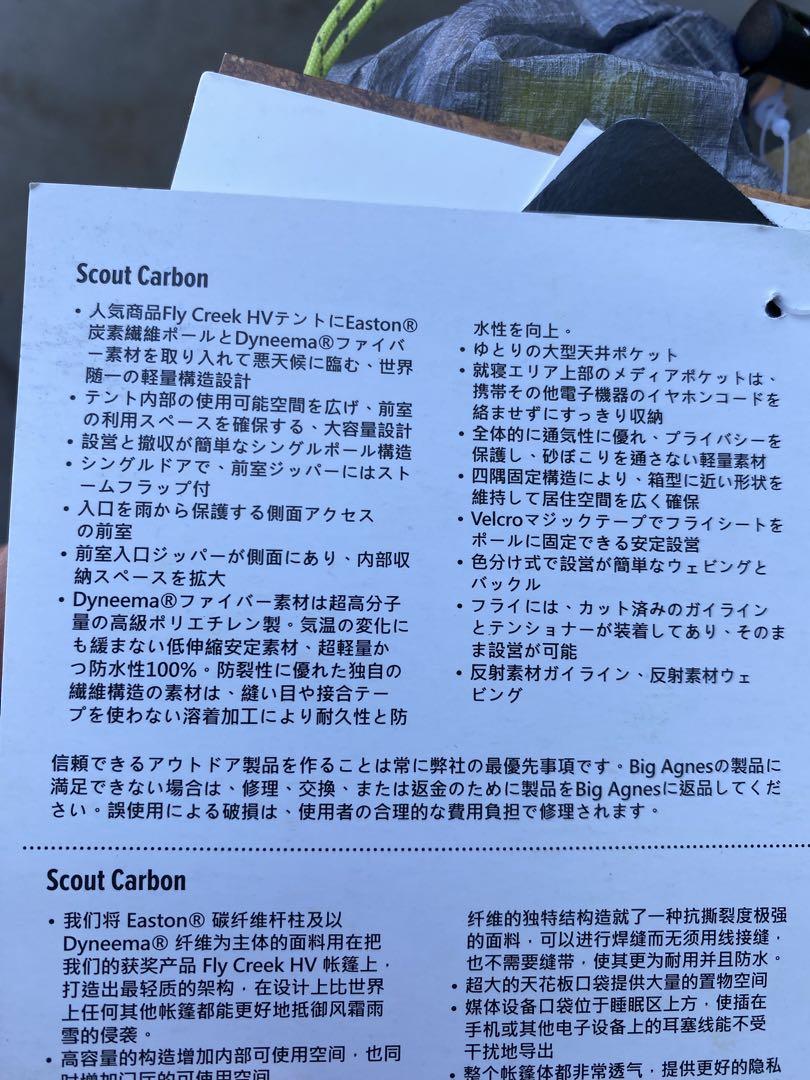 Scout Carbon
• 人気商品Fly Creek HVテントにEaston®
炭素繊維ポールとDyneema®ファイバ
ー素材を取り入れて悪天候に臨む、世界
随一の軽量構造設計
• テント内部の使用可能空間を広げ、前室
の利用スペースを確保する、大容量設計
• 設営と撤収が簡単なシングルポール構造
• シングルドアで、前室ジッパーにはスト
ームフラップ付
• 入口を雨から保護する側面アクセス
の前室
• 前室入口ジッパーが側面にあり、内部収
納スペースを拡大
• Dyneema®ファイバー素材は超高分子
量の高級ポリエチレン製。気温の変化に
も緩まない低伸縮安定素材、超軽量か
つ防水性100%。防裂性に優れた独自の
繊維構造の素材は、縫い目や接合テー
プを使わない溶着加工により耐久性と防
水性を向上。
• ゆとりの大型天井ポケット
• 就寝エリア上部のメディアポケットは、
携帯その他電子機器のイヤホンコードを
絡ませずにすっきり収納
• 全体的に通気性に優れ、プライバシーを
保護し、砂ぼこりを通さない軽量素材
• 四隅固定構造により、箱型に近い形状を
維持して居住空間を広く確保
• Velcroマジックテープでフライシートを
ポールに固定できる安定設営
• 色分け式で設営が簡単なウェビングと
バックル
• フライには、カット済みのガイライン
とテンショナーが装着してあり、そのま
ま設営が可能
• 反射素材ガイライン、反射素材ウェ
ビング
信頼できるアウトドア製品を作ることは常に弊社の最優先事項です。Big Agnesの製品に
満足できない場合は、修理、交換、または返金のために製品をBig Agnesに返品してくだ
さい。誤使用による破損は、使用者の合理的な費用負担で修理されます。
Scout Carbon
• 我们将 Easton® 碳纤维杆柱及以
Dyneema® 纤维为主体的面料用在把
我们的获奖产品 Fly Creek HV 帐篷上，
打造出最轻质的架构，在设计上比世界
上任何其他帐篷都能更好地抵御风霜雨
雪的侵袭。
• 高容量的构造增加内部可使用空间，也同
时增加门厅的可使用空间
纤维的独特结构造就了一种抗撕裂度极强
的面料，可以进行焊缝而无须用线接缝，
也不需要缝带，使其更为耐用并且防水。
• 超大的天花板口袋提供大量的置物空间
• 媒体设备口袋位于睡眠区上方，使插在
手机或其他电子设备上的耳塞线能不受
干扰地导出
• 整个帐篷体都非常透气，提供更好的隐私